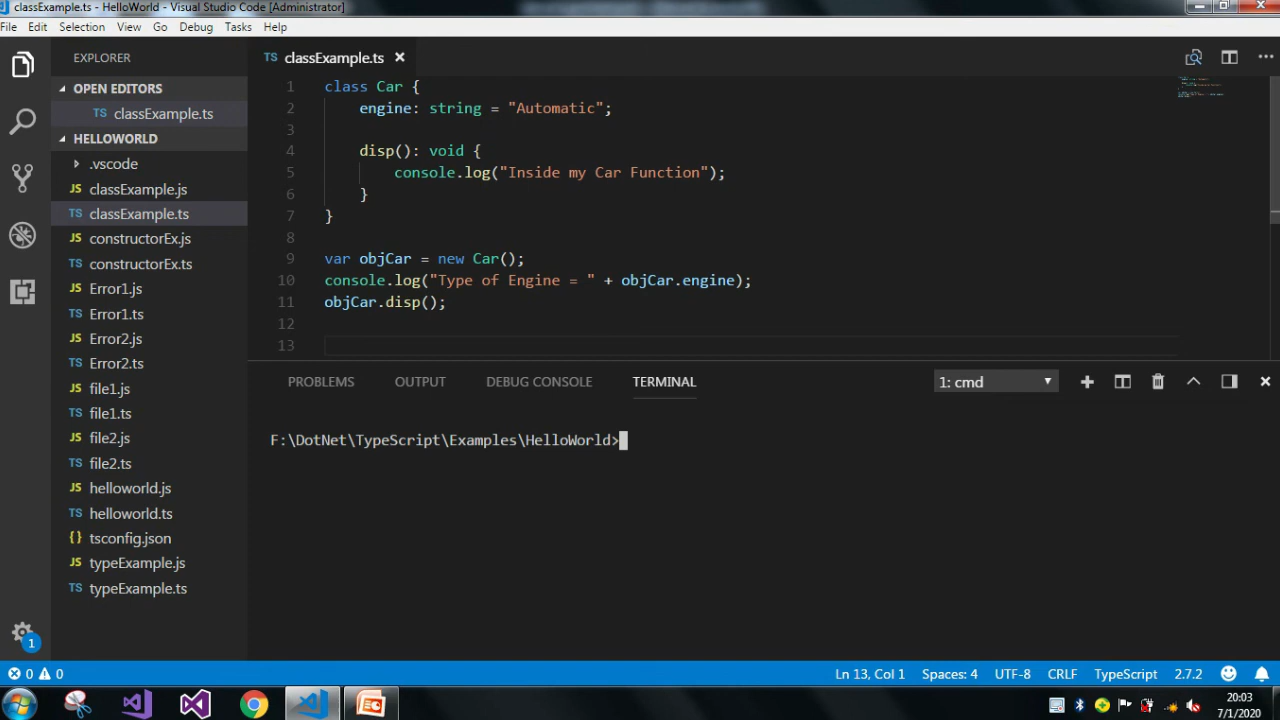 classExample.ts - HelloWorld - Visual Studio Code [Administrator]
File Edit Selection View Go Debug Tasks Help
EXPLORER
OPEN EDITORS
TS classExample.ts
HELLOWORLD
.vscode
JS classExample.js
TS classExample.ts
JS constructorEx.js
TS constructorEx.ts
JS Error1.js
TS Error1.ts
JS Error2.js
TS Error2.ts
JS file1.js
TS file1.ts
JS file2.js
TS file2.ts
JS helloworld.js
TS helloworld.ts
{} tsconfig.json
JS typeExample.js
TS typeExample.ts
1
TS classExample.ts
1 class Car {
2     engine: string = "Automatic";
3
4     disp(): void {
5         console.log("Inside my Car Function");
6     }
7 }
8
9 var objCar = new Car();
10 console.log("Type of Engine = " + objCar.engine);
11 objCar.disp();
12
13
PROBLEMS OUTPUT DEBUG CONSOLE TERMINAL 1: cmd
F:\DotNet\TypeScript\Examples\HelloWorld>
0 0 Ln 13, Col 1 Spaces: 4 UTF-8 CRLF TypeScript 2.7.2
20:03
7/1/2020